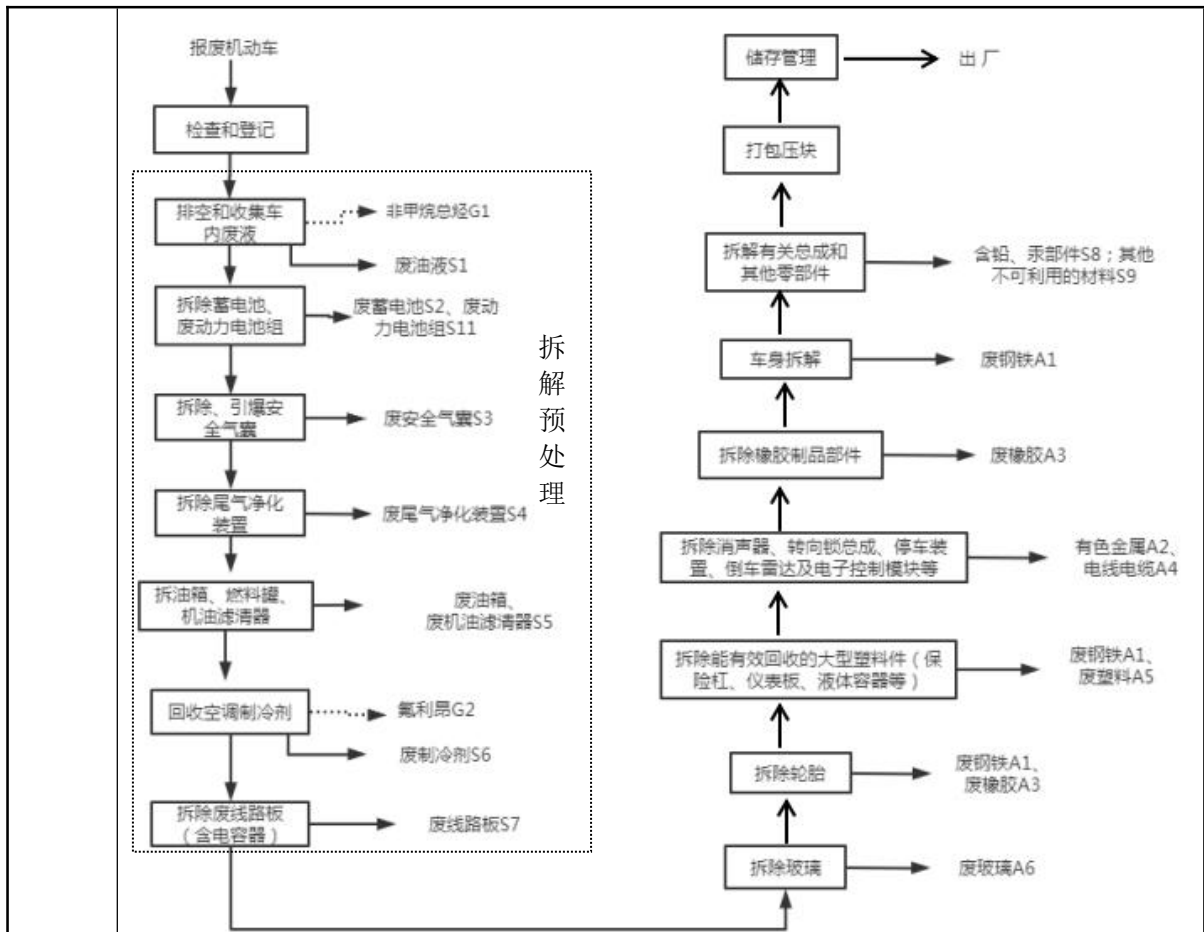 报废机动车
检查和登记
排空和收集车
内废液
非甲烷总烃G1
废油液S1
拆除蓄电池、
废动力电池组
废蓄电池S2、废动
力电池组S11
拆除、引爆安
全气囊
废安全气囊S3
拆除尾气净化
装置
废尾气净化装置S4
拆油箱、燃料罐、
机油滤清器
废油箱、
废机油滤清器S5
回收空调制冷剂
氟利昂G2
废制冷剂S6
拆除废线路板
（含电容器）
废线路板S7
拆
解
预
处
理
储存管理
出 厂
打包压块
拆解有关总成和
其他零部件
含铅、汞部件S8；其他
不可利用的材料S9
车身拆解
废钢铁A1
拆除橡胶制品部件
废橡胶A3
拆除消声器、转向锁总成、停车装
置、倒车雷达及电子控制模块等
有色金属A2、
电线电缆A4
拆除能有效回收的大型塑料件（保
险杠、仪表板、液体容器等）
废钢铁A1、
废塑料A5
拆除轮胎
废钢铁A1、
废橡胶A3
拆除玻璃
废玻璃A6